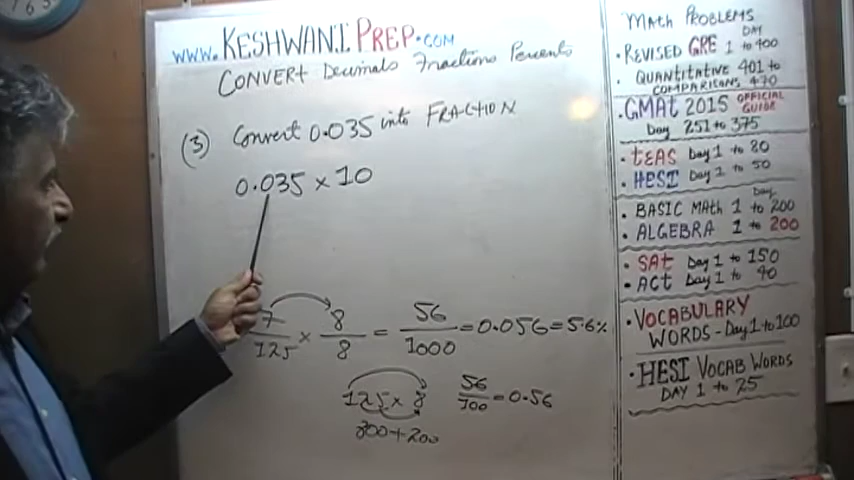 www.KESHWANI PREP.COM
CONVERT Decimals Fractions Percents
(3) Convert 0.035 into FRACTION
0.035 × 10
7/125 × 8/8 = 56/1000 = 0.056 = 5.6%
125 × 8
800 + 200
56/100 = 0.56
MATH PROBLEMS
• REVISED GRE DAY 1 to 400
• QUANTITATIVE 401 to
COMPARISONS 470
• GMAT 2015 OFFICIAL GUIDE
Day 251 to 375
• tEAS Day 1 to 80
• HESI Day 1 to 50
• BASIC MAth Day 1 to 200
• ALGEBRA 1 to 200
• SAt Day 1 to 150
• ACt Day 1 to 40
• VOCABULARY
WORDS - Day 1 to 100
• HESI VOCAB WORDS
DAY 1 to 25